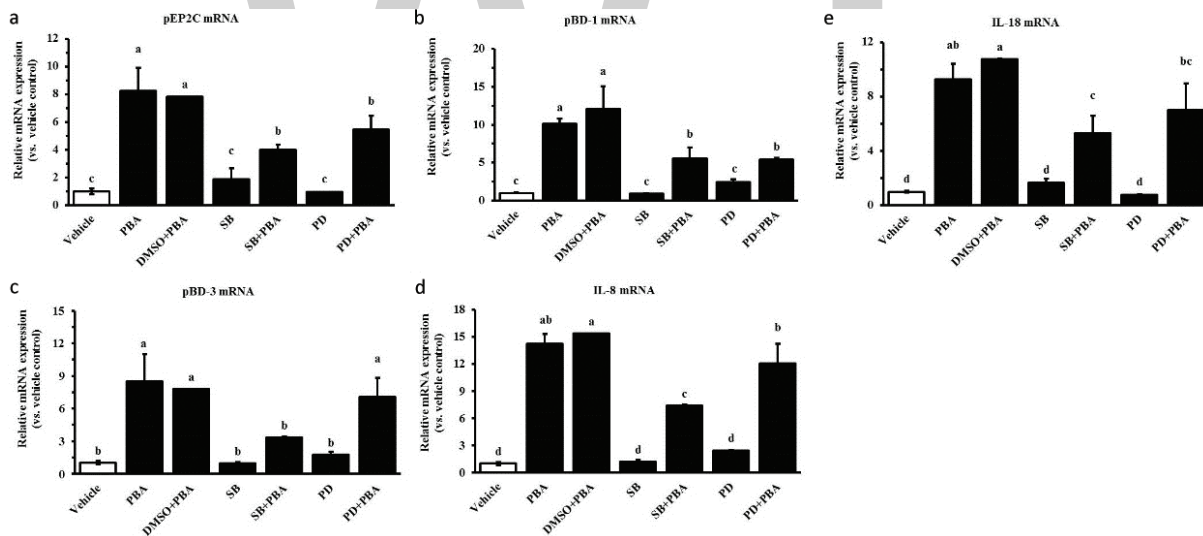 a
pEP2C mRNA
Relative mRNA expression
(vs. vehicle control)
12
10
8
6
4
2
0
c
a
a
c
b
c
b
Vehicle
PBA
DMSO+PBA
SB
SB+PBA
PD
PD+PBA
b
pBD-1 mRNA
Relative mRNA expression
(vs. vehicle control)
20
15
10
5
0
c
a
a
c
b
c
b
Vehicle
PBA
DMSO+PBA
SB
SB+PBA
PD
PD+PBA
e
IL-18 mRNA
Relative mRNA expression
(vs. vehicle control)
12
8
4
0
d
ab
a
d
c
d
bc
Vehicle
PBA
DMSO+PBA
SB
SB+PBA
PD
PD+PBA
c
pBD-3 mRNA
Relative mRNA expression
(vs. vehicle control)
15
12
9
6
3
0
b
a
a
b
b
b
a
Vehicle
PBA
DMSO+PBA
SB
SB+PBA
PD
PD+PBA
d
IL-8 mRNA
Relative mRNA expression
(vs. vehicle control)
18
15
12
9
6
3
0
d
ab
a
d
c
d
b
Vehicle
PBA
DMSO+PBA
SB
SB+PBA
PD
PD+PBA